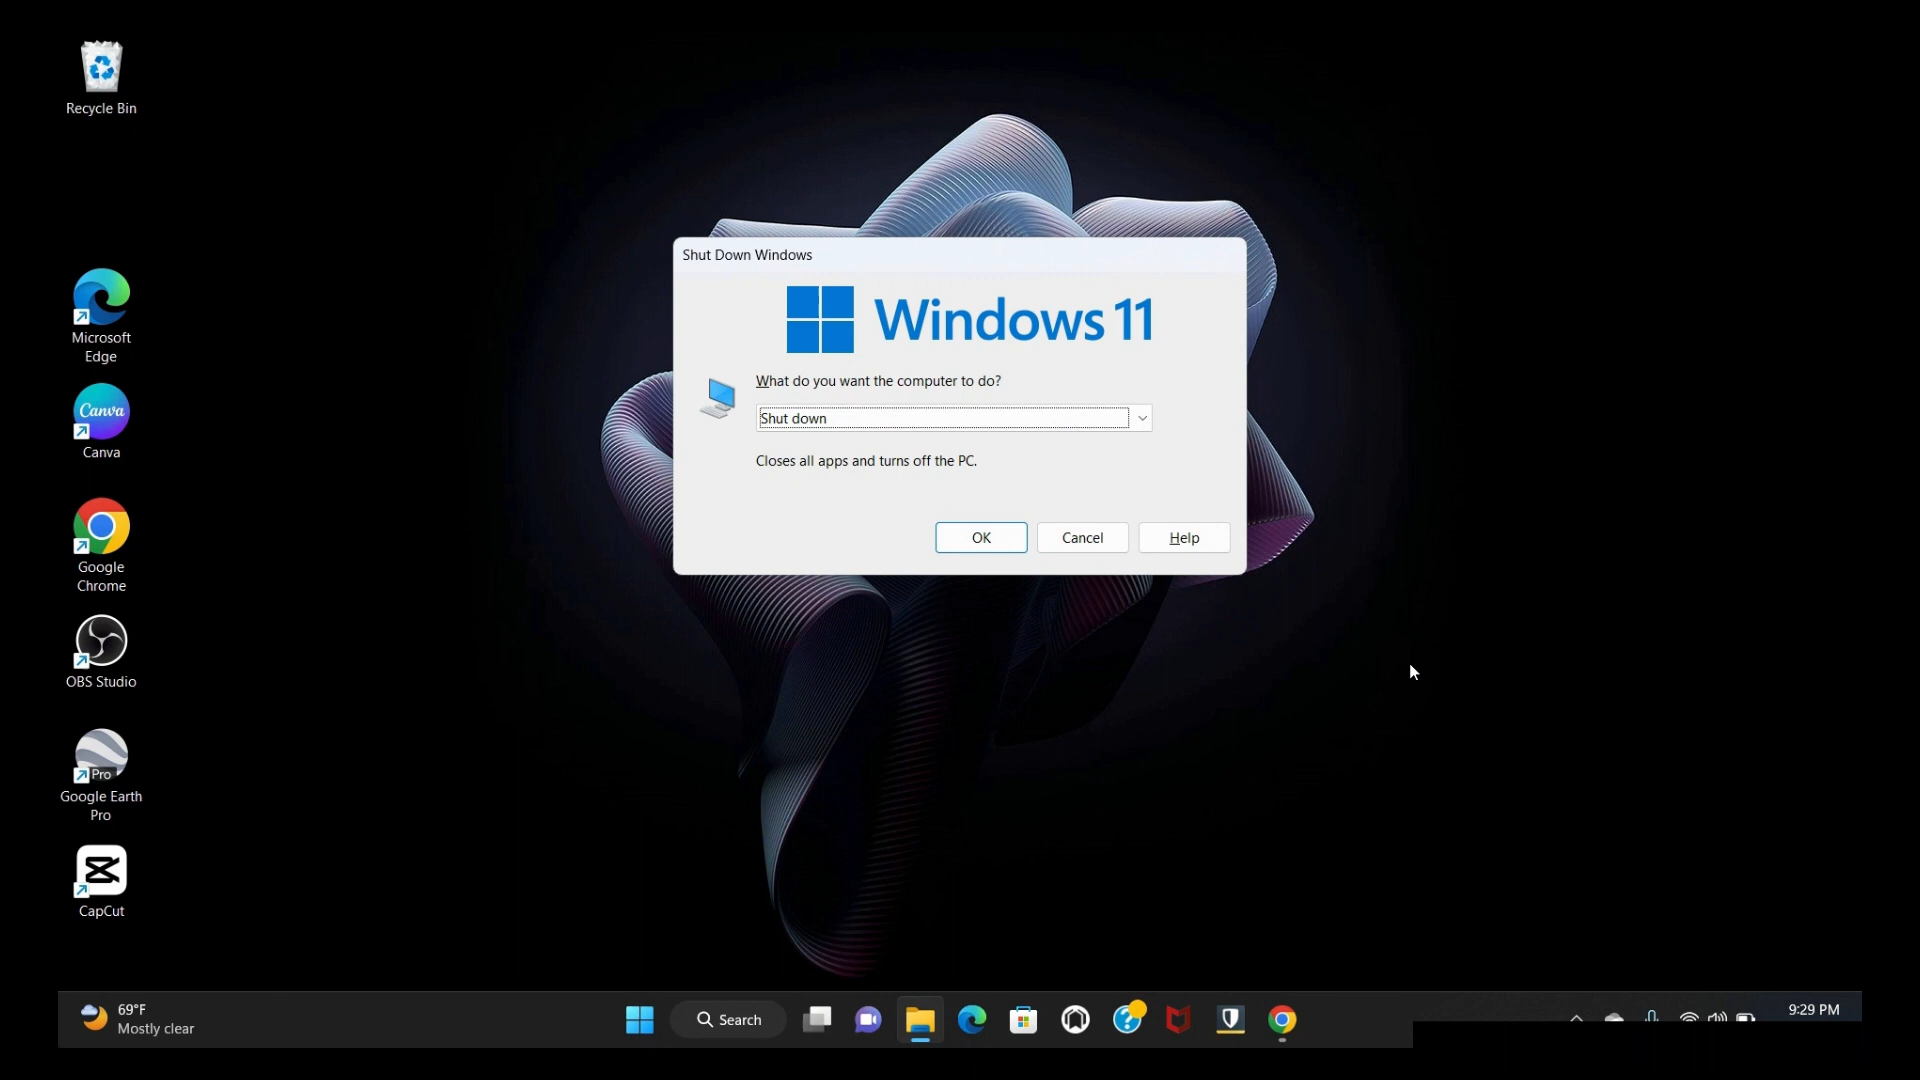 Recycle Bin
Microsoft
Edge
Canva
Canva
Google
Chrome
OBS Studio
Pro
Google Earth
Pro
CapCut
Shut Down Windows
Windows 11
What do you want the computer to do?
Shut down
Closes all apps and turns off the PC.
OK Cancel Help
69°F
Mostly clear
Search
9:29 PM